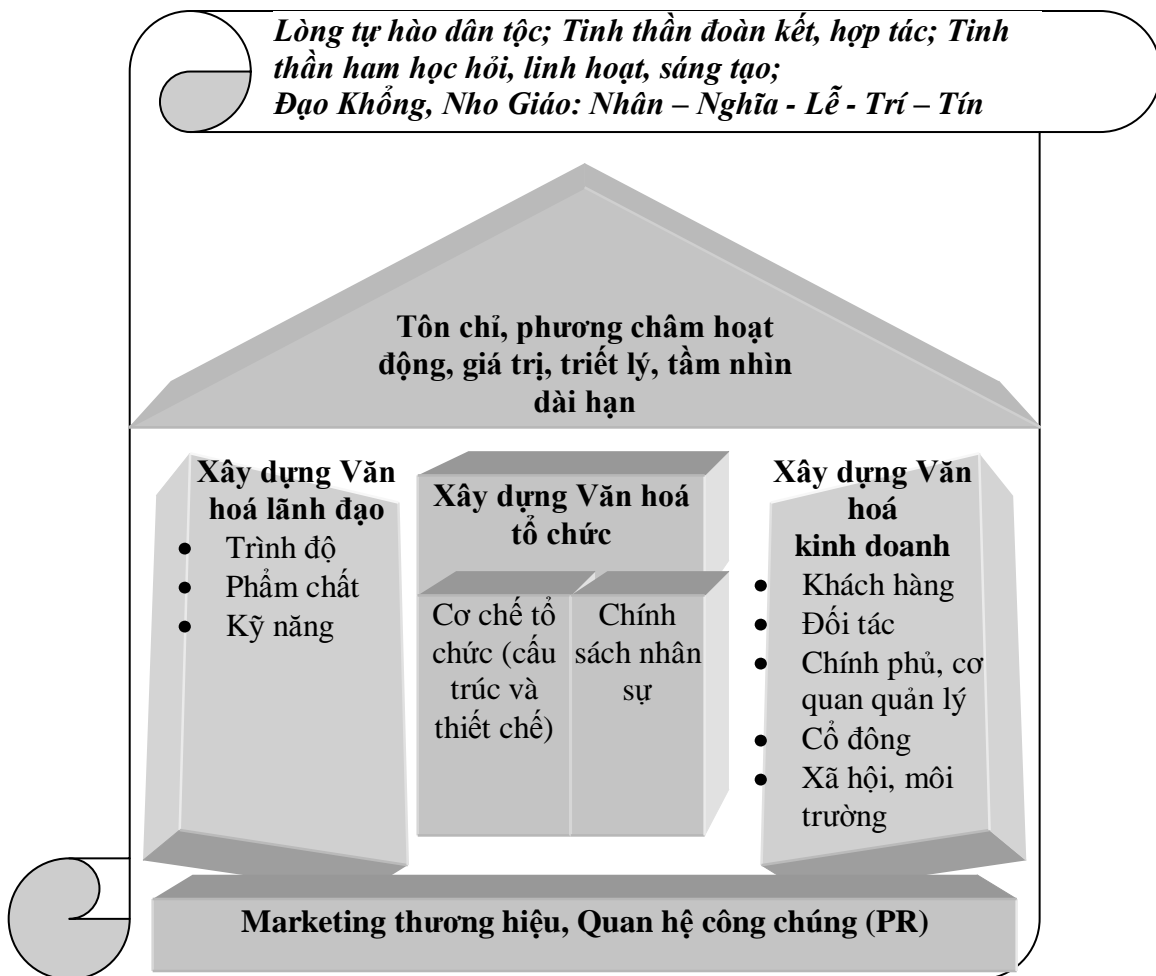 Lòng tự hào dân tộc; Tinh thần đoàn kết, hợp tác; Tinh
thần ham học hỏi, linh hoạt, sáng tạo;
Đạo Khổng, Nho Giáo: Nhân – Nghĩa - Lễ - Trí – Tín
Tôn chỉ, phương châm hoạt
động, giá trị, triết lý, tầm nhìn
dài hạn
Xây dựng Văn
hoá lãnh đạo
• Trình độ
• Phẩm chất
• Kỹ năng
Xây dựng Văn hoá
tổ chức
Cơ chế tổ
chức (cấu
trúc và
thiết chế)
Chính
sách nhân
sự
Xây dựng Văn
hoá
kinh doanh
• Khách hàng
• Đối tác
• Chính phủ, cơ
quan quản lý
• Cổ đông
• Xã hội, môi
trường
Marketing thương hiệu, Quan hệ công chúng (PR)